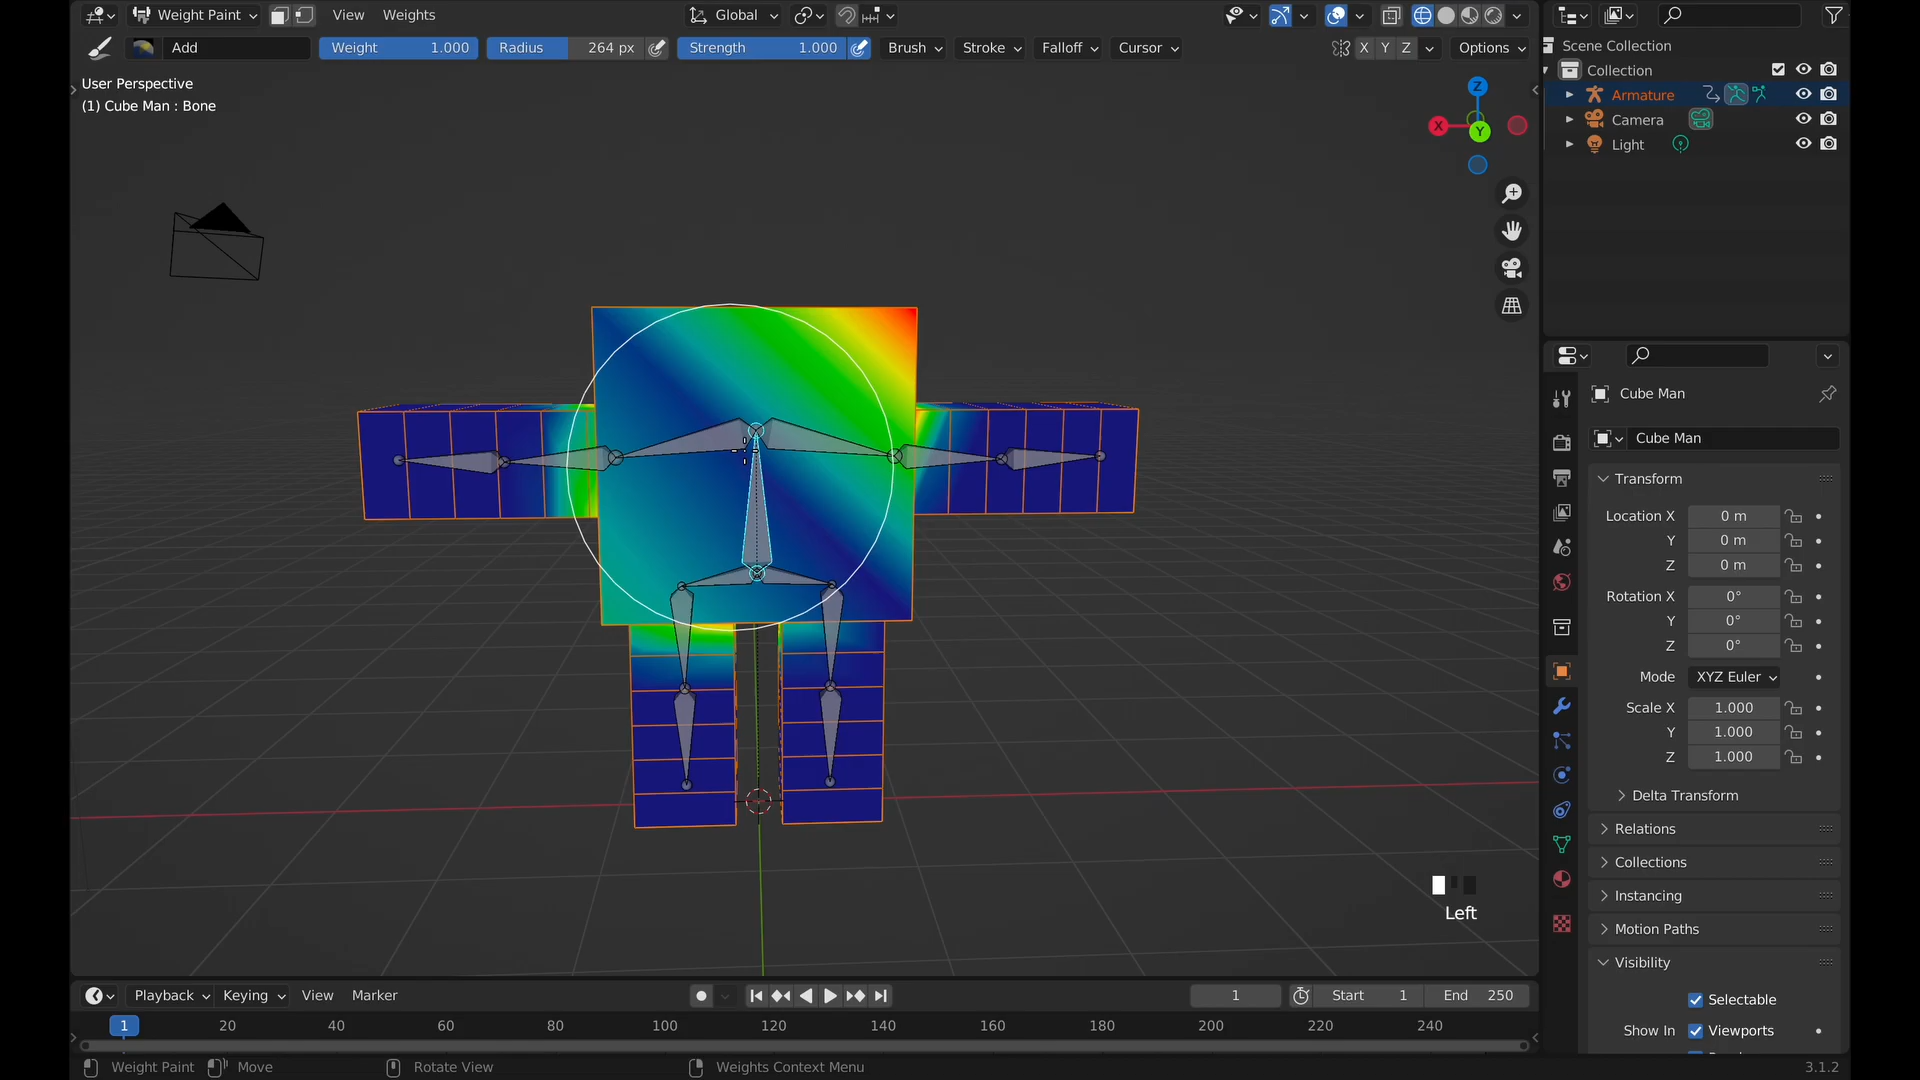 Weight Paint View Weights Global
Add Weight 1.000 Radius 264 px Strength 1.000 Brush Stroke Falloff Cursor X Y Z Options
User Perspective
(1) Cube Man : Bone
Z
X
Y
Scene Collection
Collection
Armature
Camera
Light
Cube Man
Cube Man
Transform
Location X 0 m
Y 0 m
Z 0 m
Rotation X 0°
Y 0°
Z 0°
Mode XYZ Euler
Scale X 1.000
Y 1.000
Z 1.000
Delta Transform
Relations
Collections
Instancing
Motion Paths
Visibility
Selectable
Show In Viewports
Left
Playback Keying View Marker 1 Start 1 End 250
1 20 40 60 80 100 120 140 160 180 200 220 240
Weight Paint Move Rotate View Weights Context Menu 3.1.2